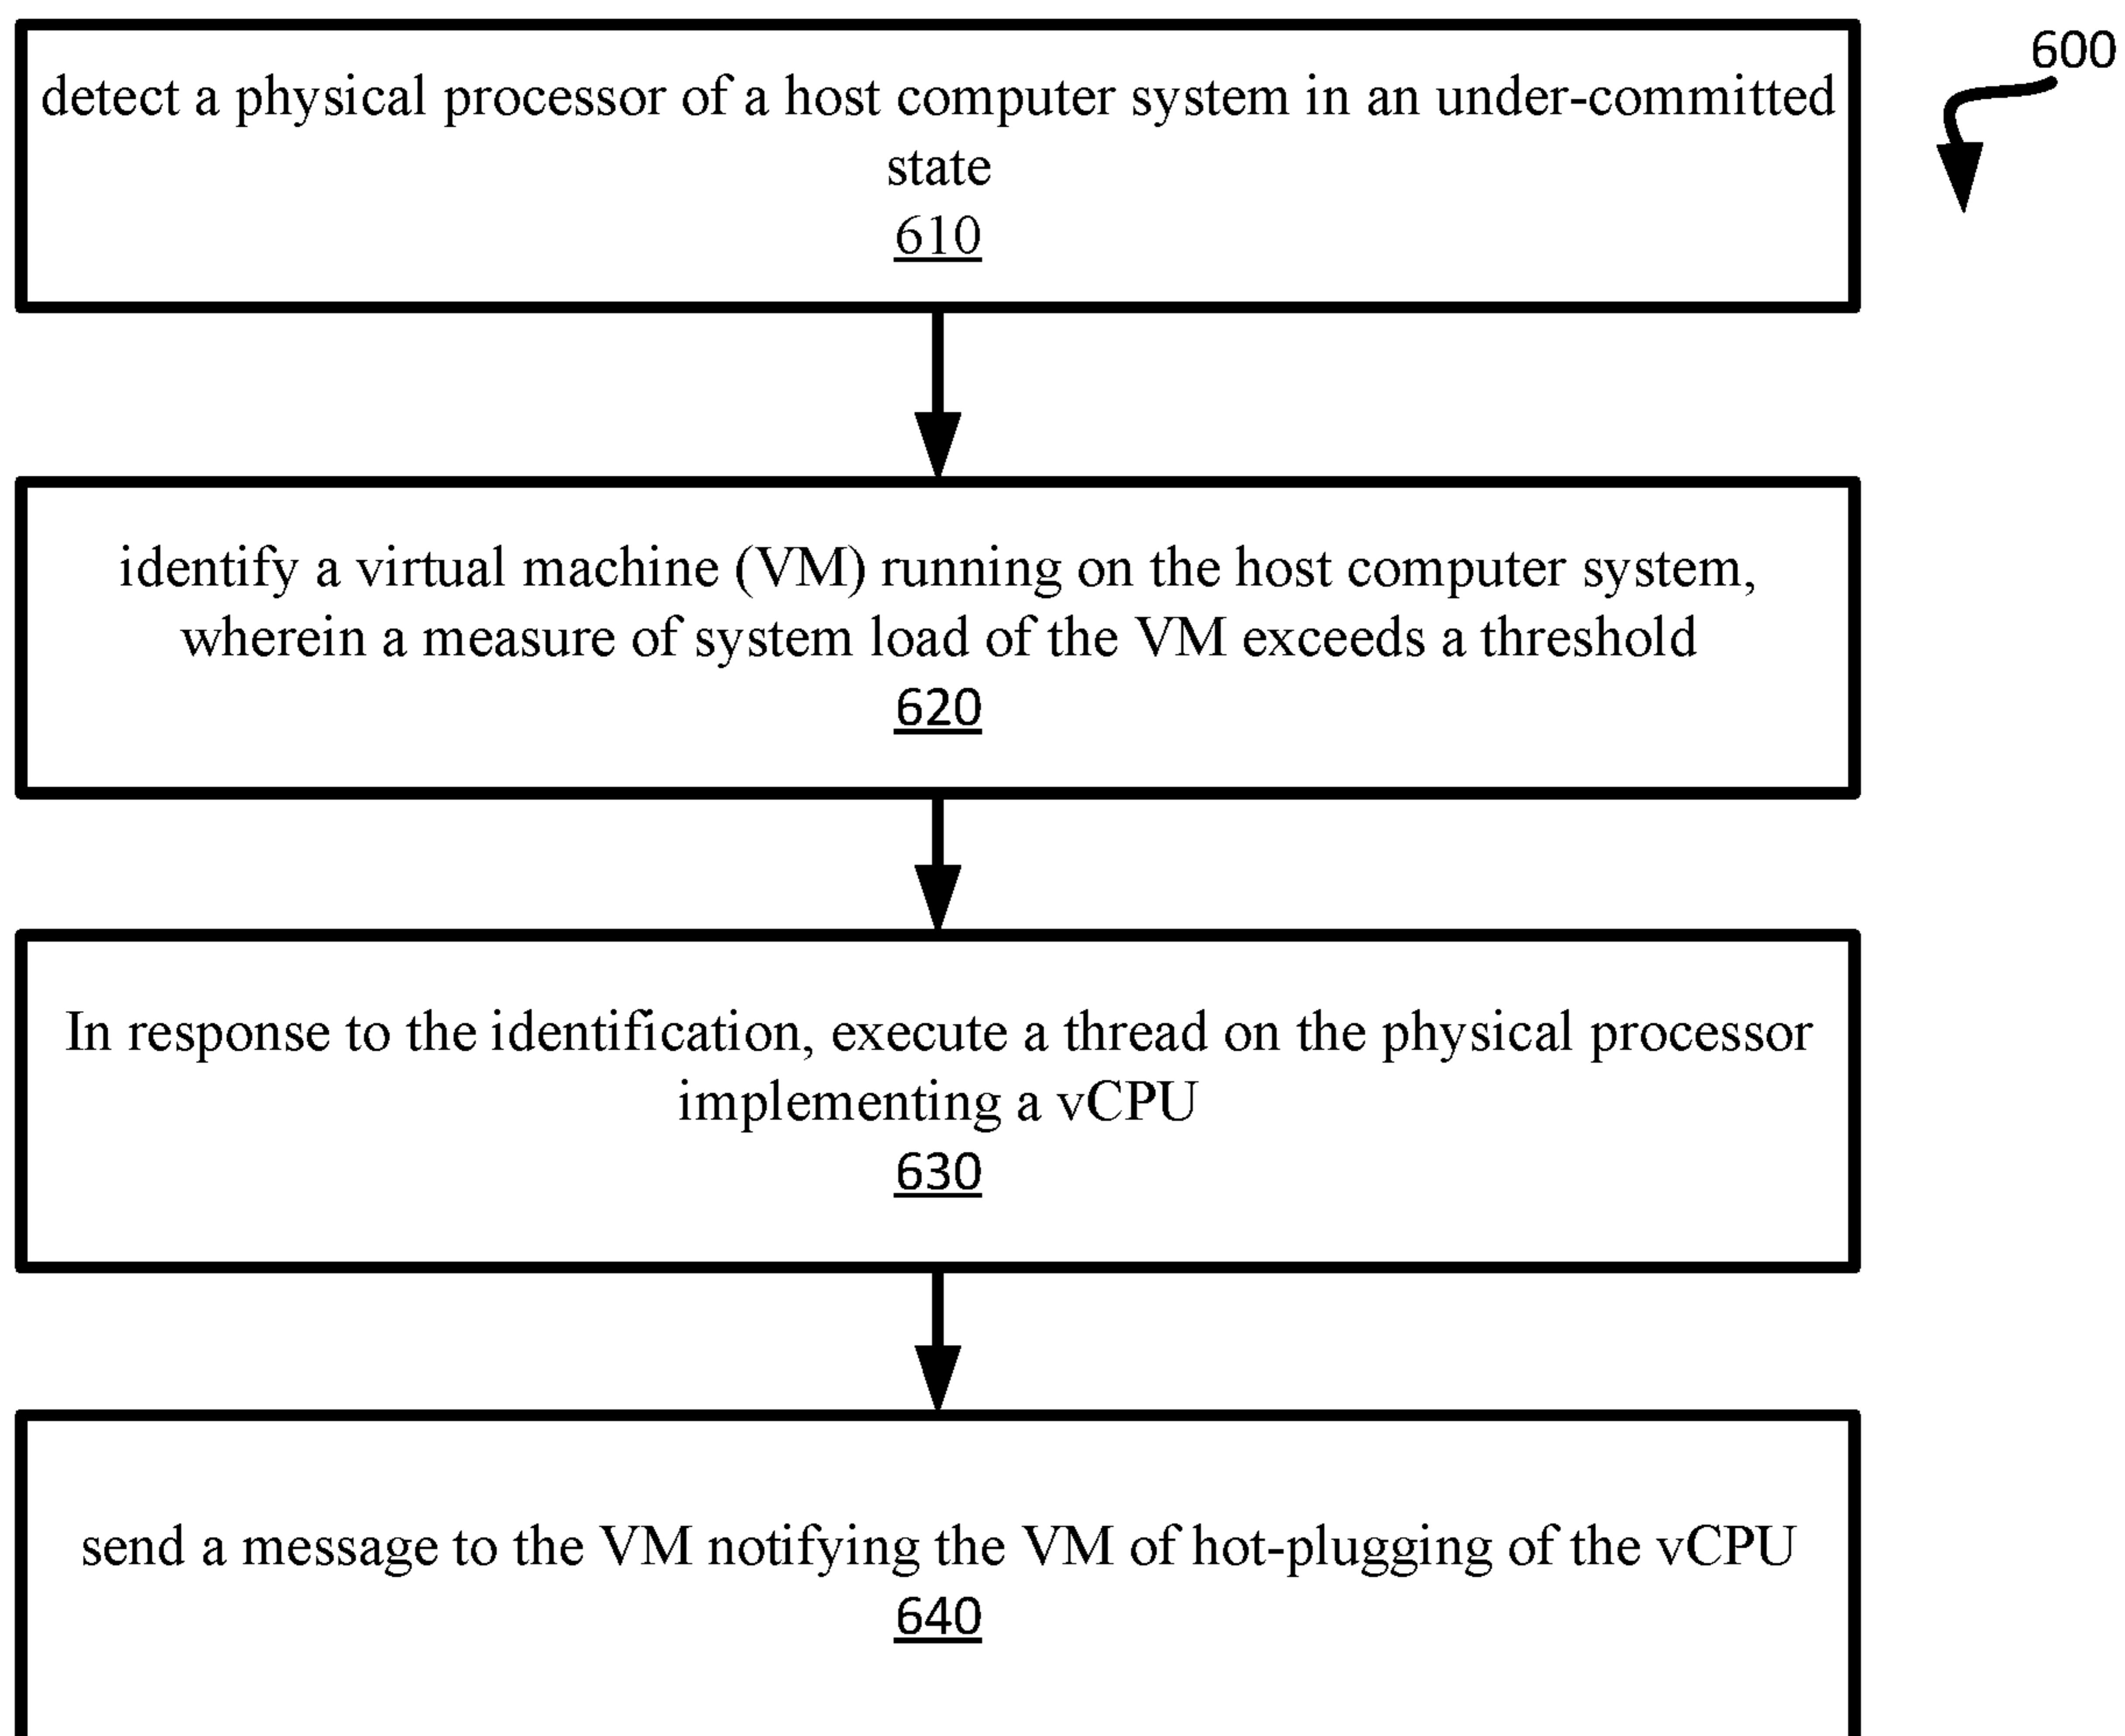 600
detect a physical processor of a host computer system in an under-committed
state
610
identify a virtual machine (VM) running on the host computer system,
wherein a measure of system load of the VM exceeds a threshold
620
In response to the identification, execute a thread on the physical processor
implementing a vCPU
630
send a message to the VM notifying the VM of hot-plugging of the vCPU
640